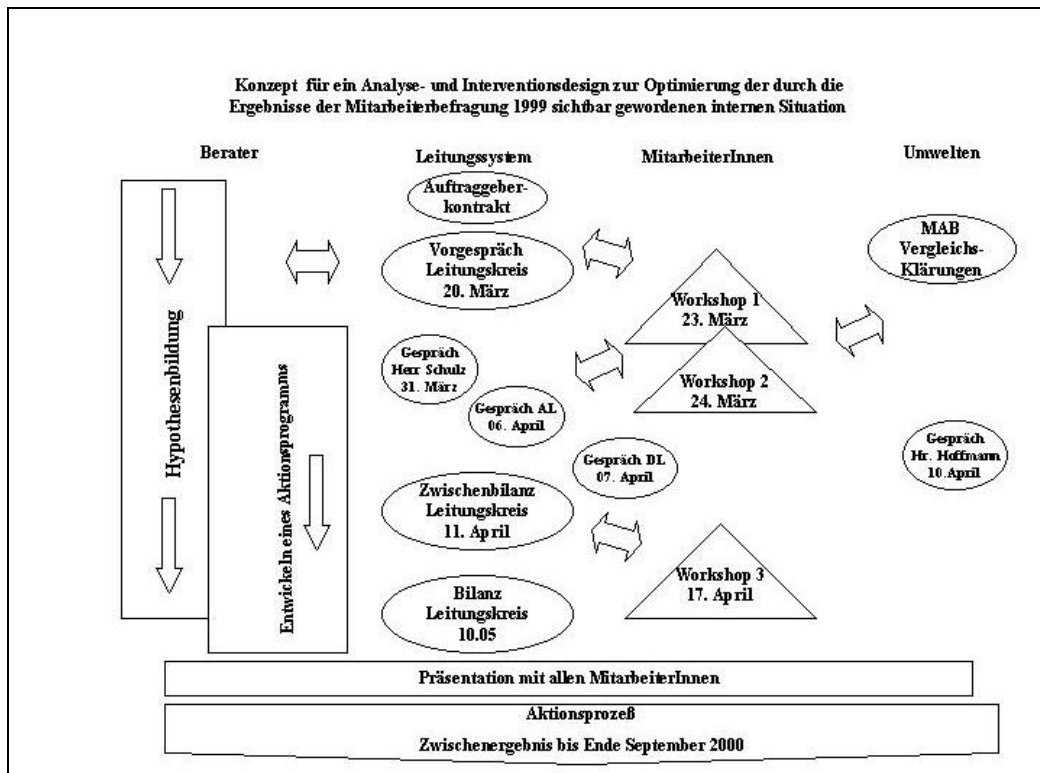 Konzept für ein Analyse- und Interventionsdesign zur Optimierung der durch die
Ergebnisse der Mitarbeiterbefragung 1999 sichtbar gewordenen internen Situation
Berater
Leitungssystem
MitarbeiterInnen
Umwelten
Auftraggeber-
kontrakt
Vorgespräch
Leitungskreis
20. März
MAB
Vergleichs-
Klärungen
Workshop 1
23. März
Hypothesenbildung
Entwickeln eines Aktionsprogramms
Gespräch
Herr Schulz
31. März
Workshop 2
24. März
Gespräch AL
06. April
Gespräch DL
07. April
Gespräch
Hr. Hoffmann
10.April
Zwischenbilanz
Leitungskreis
11. April
Workshop 3
17. April
Bilanz
Leitungskreis
10.05
Präsentation mit allen MitarbeiterInnen
Aktionsprozeß
Zwischenergebnis bis Ende September 2000